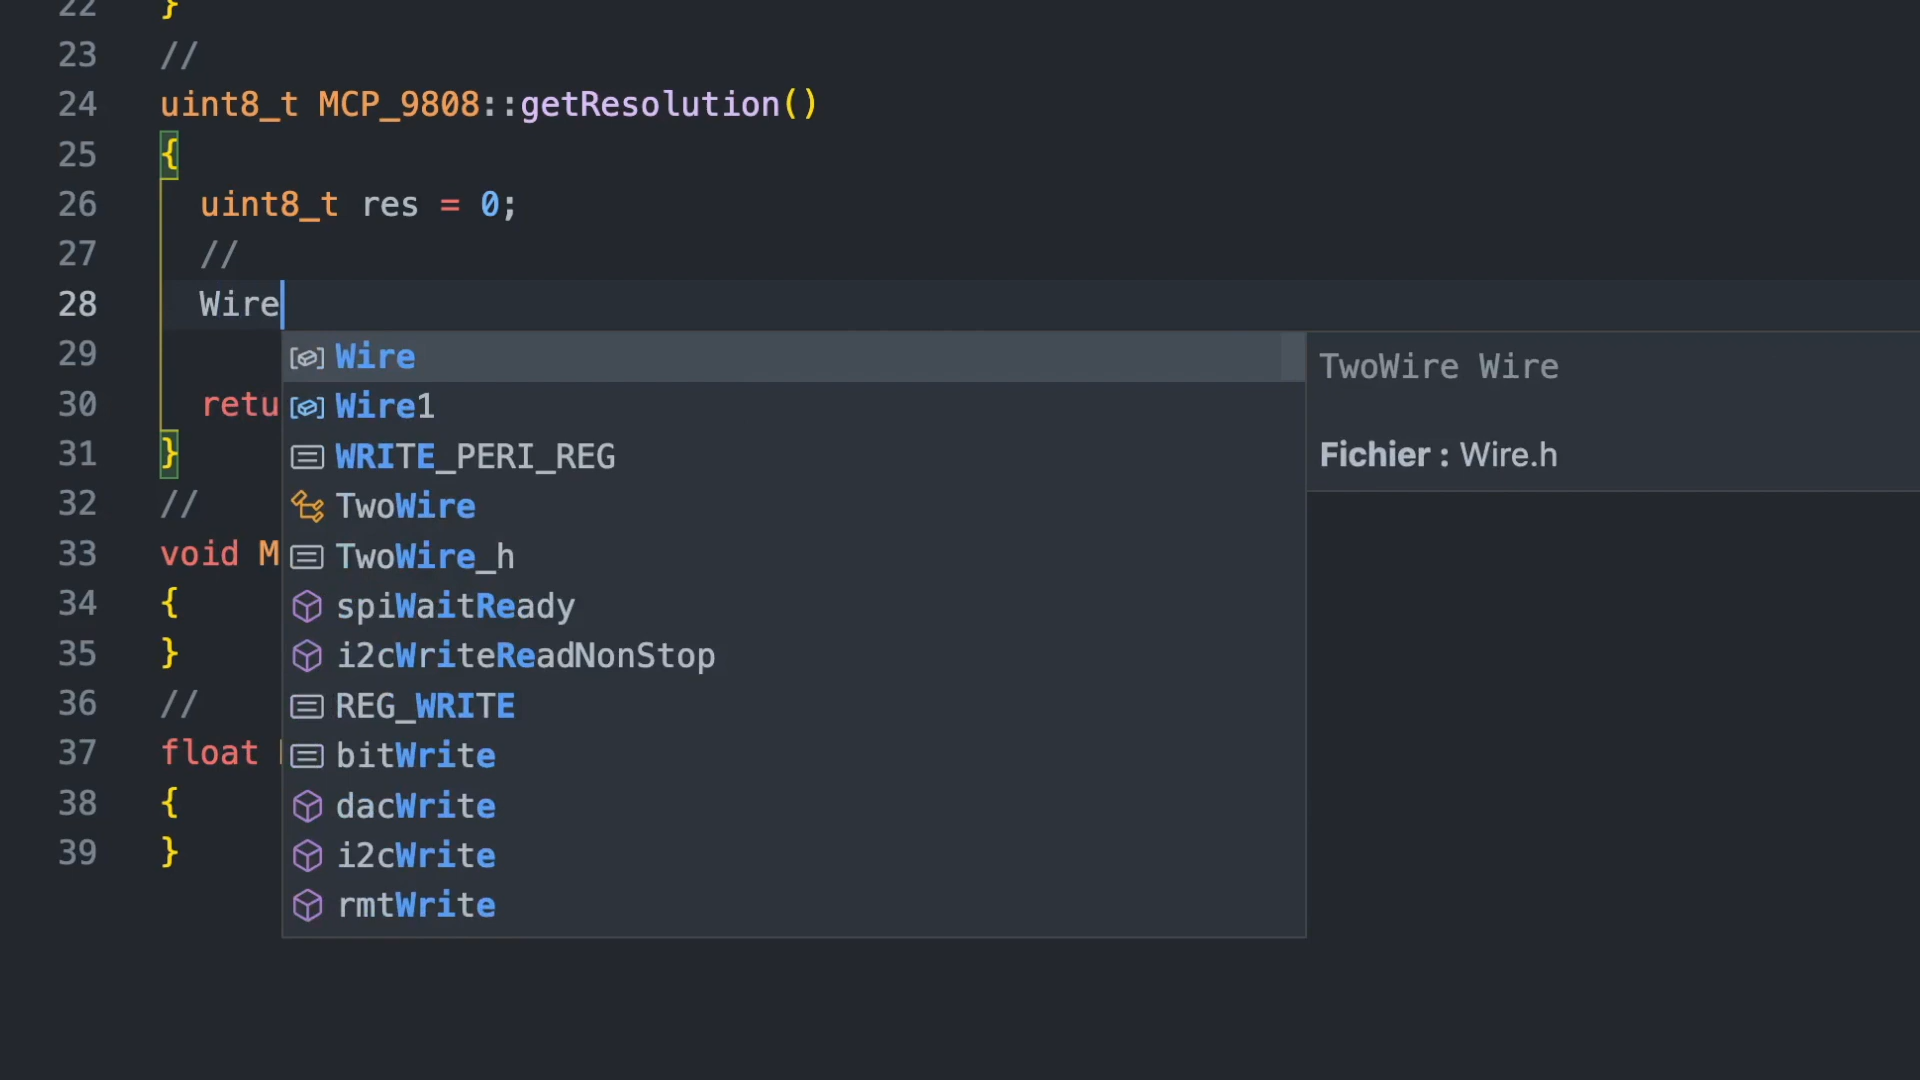 22 }
23 //
24 uint8_t MCP_9808::getResolution()
25 {
26 uint8_t res = 0;
27 //
28 Wire
29 Wire TwoWire Wire
30 retu Wire1
31 } WRITE_PERI_REG Fichier : Wire.h
32 // TwoWire
33 void M TwoWire_h
34 { spiWaitReady
35 } i2cWriteReadNonStop
36 // REG_WRITE
37 float bitWrite
38 { dacWrite
39 } i2cWrite
rmtWrite